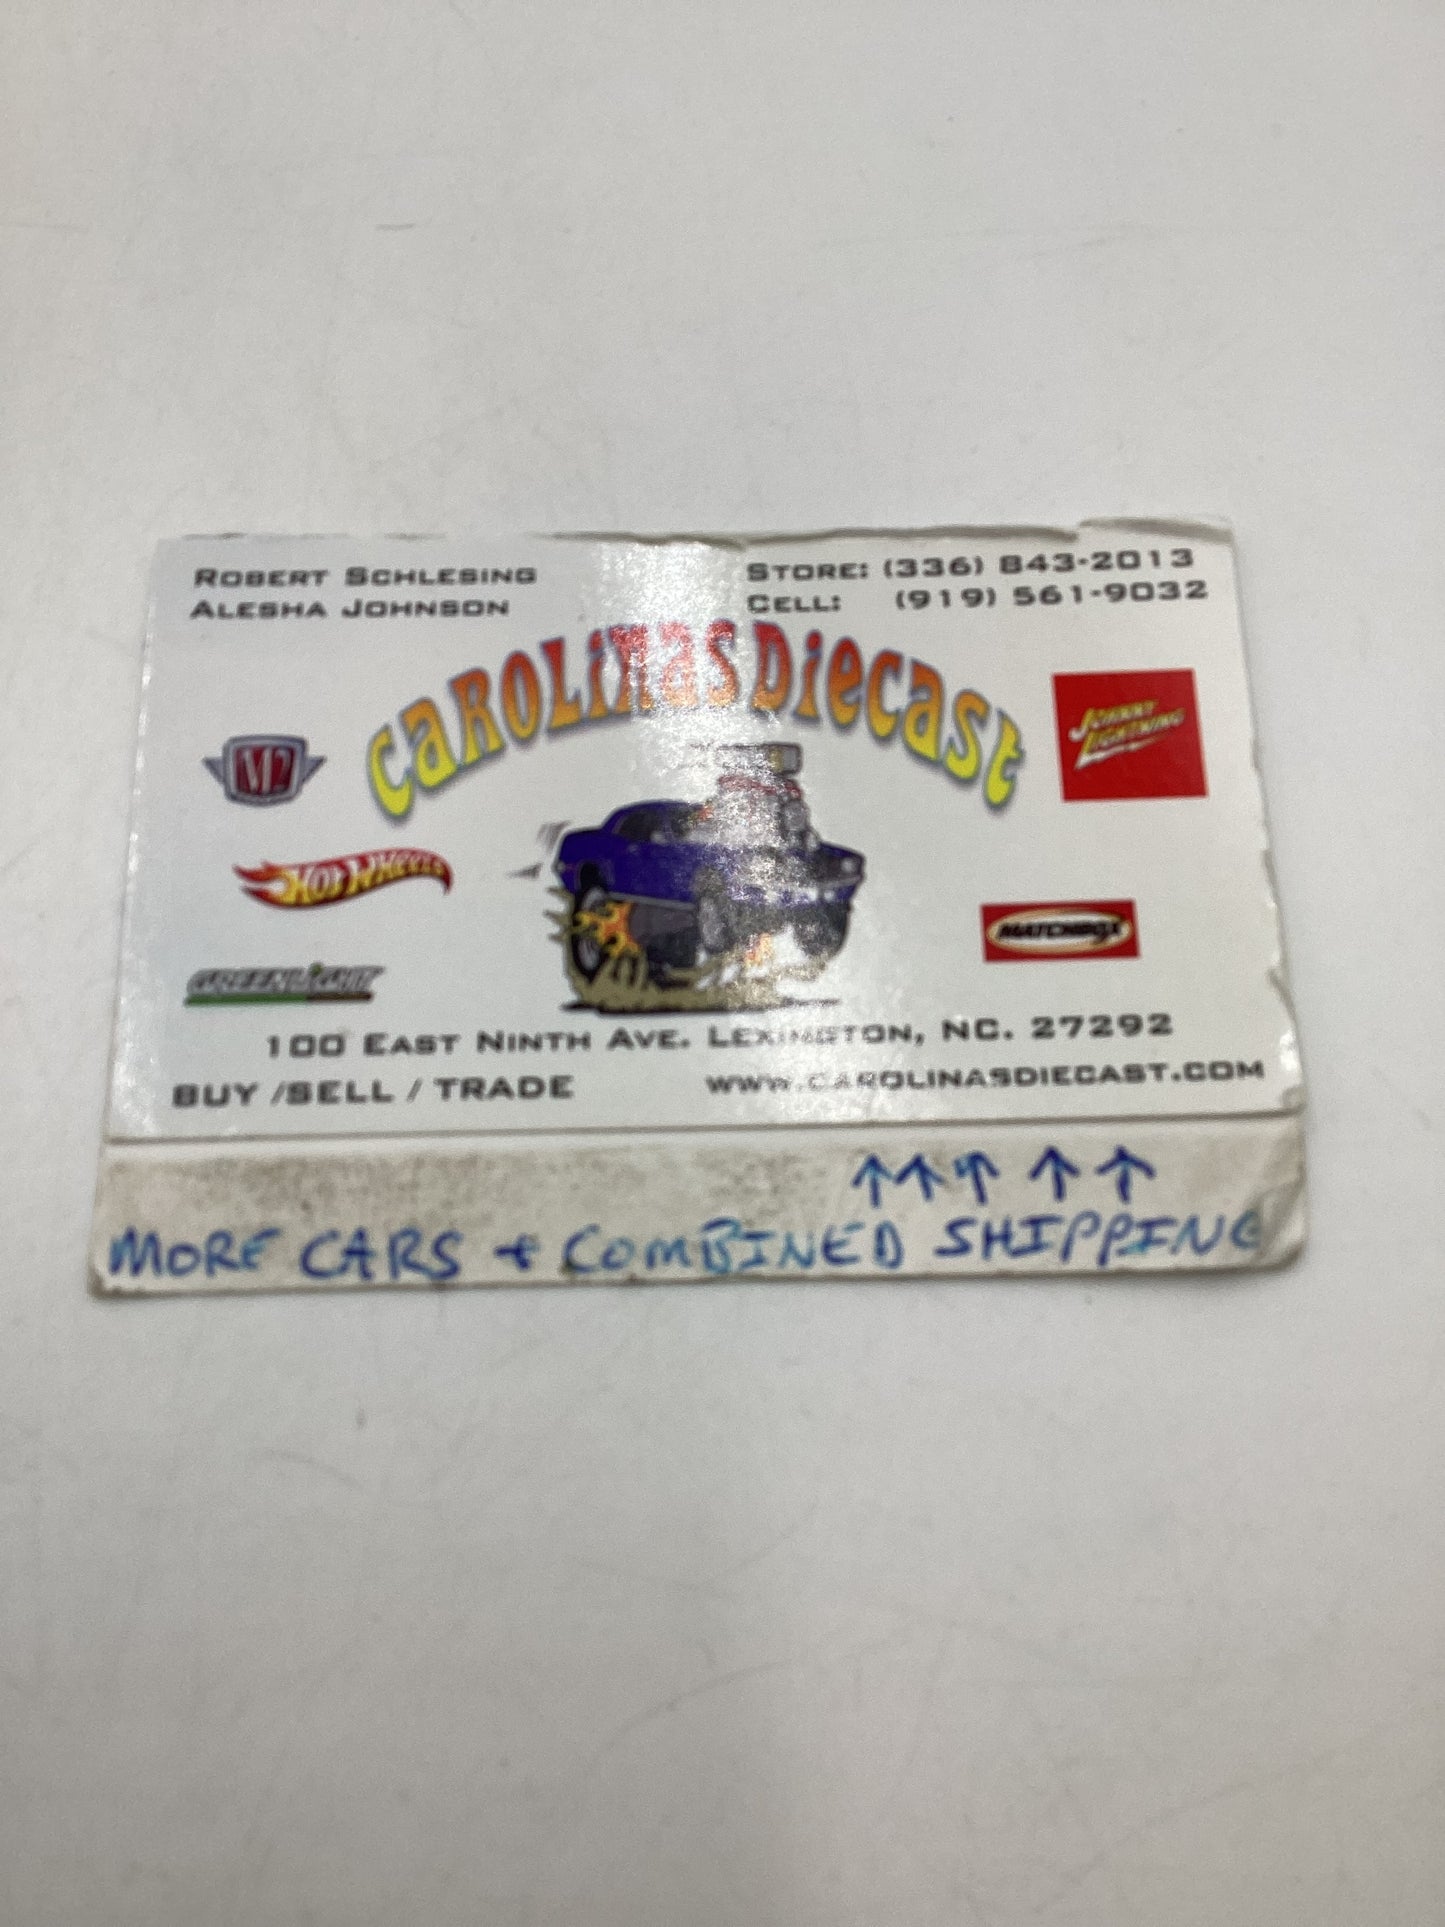 ROBERT SCHLESING
ALESHA JOHNSON
STORE: (336) 843-2013
CELL: (919) 561-9032
CAROLINAS DIECAST
M2
JOHNNY LIGHTNING
HOT WHEELS
MATCHBOX
GREENLIGHT
100 EAST NINTH AVE. LEXINGTON, NC. 27292
BUY /SELL / TRADE
WWW.CAROLINASDIECAST.COM
↑↑↑↑↑
MORE CARS + COMBINED SHIPPING